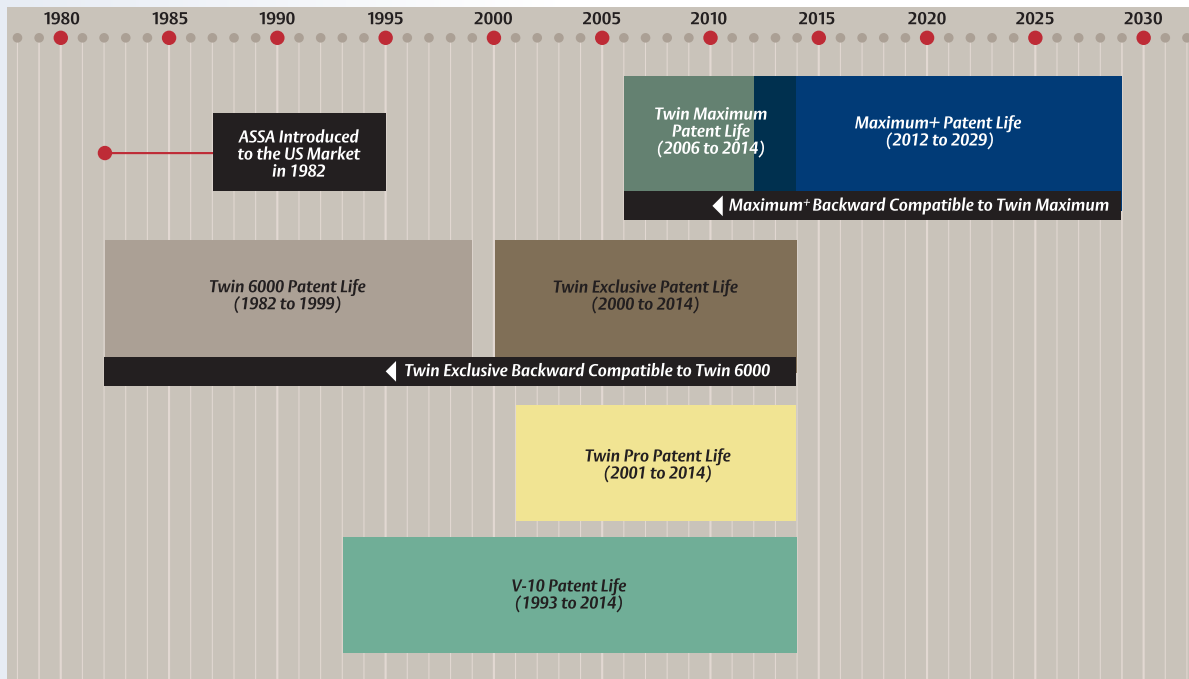 1980 1985 1990 1995 2000 2005 2010 2015 2020 2025 2030
ASSA Introduced
to the US Market
in 1982
Twin Maximum
Patent Life
(2006 to 2014)
Maximum+ Patent Life
(2012 to 2029)
Maximum+ Backward Compatible to Twin Maximum
Twin 6000 Patent Life
(1982 to 1999)
Twin Exclusive Patent Life
(2000 to 2014)
Twin Exclusive Backward Compatible to Twin 6000
Twin Pro Patent Life
(2001 to 2014)
V-10 Patent Life
(1993 to 2014)